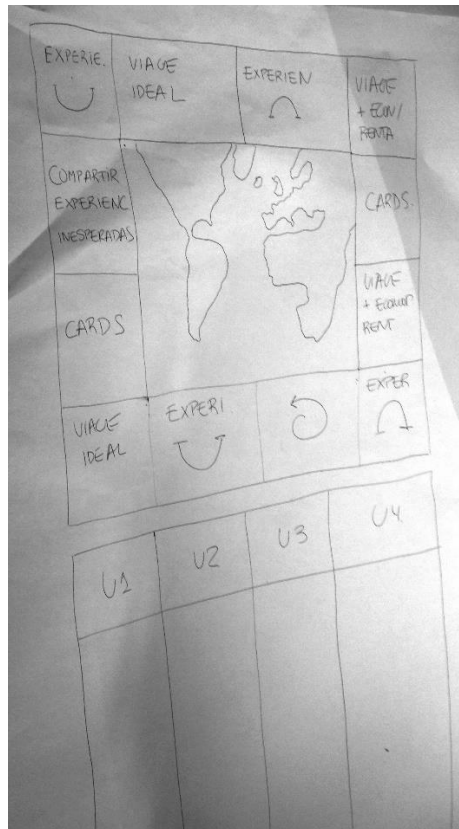 EXPERIE.
VIAGE
IDEAL
EXPERIEN
VIAGE
+ ECON/
RENTA
COMPARTIR
EXPERIENC
INESPERADAS
CARDS.
CARDS
VIAGE
+ ECONOM
RENT
VIAGE
IDEAL
EXPERI.
EXPER
U1
U2
U3
U4